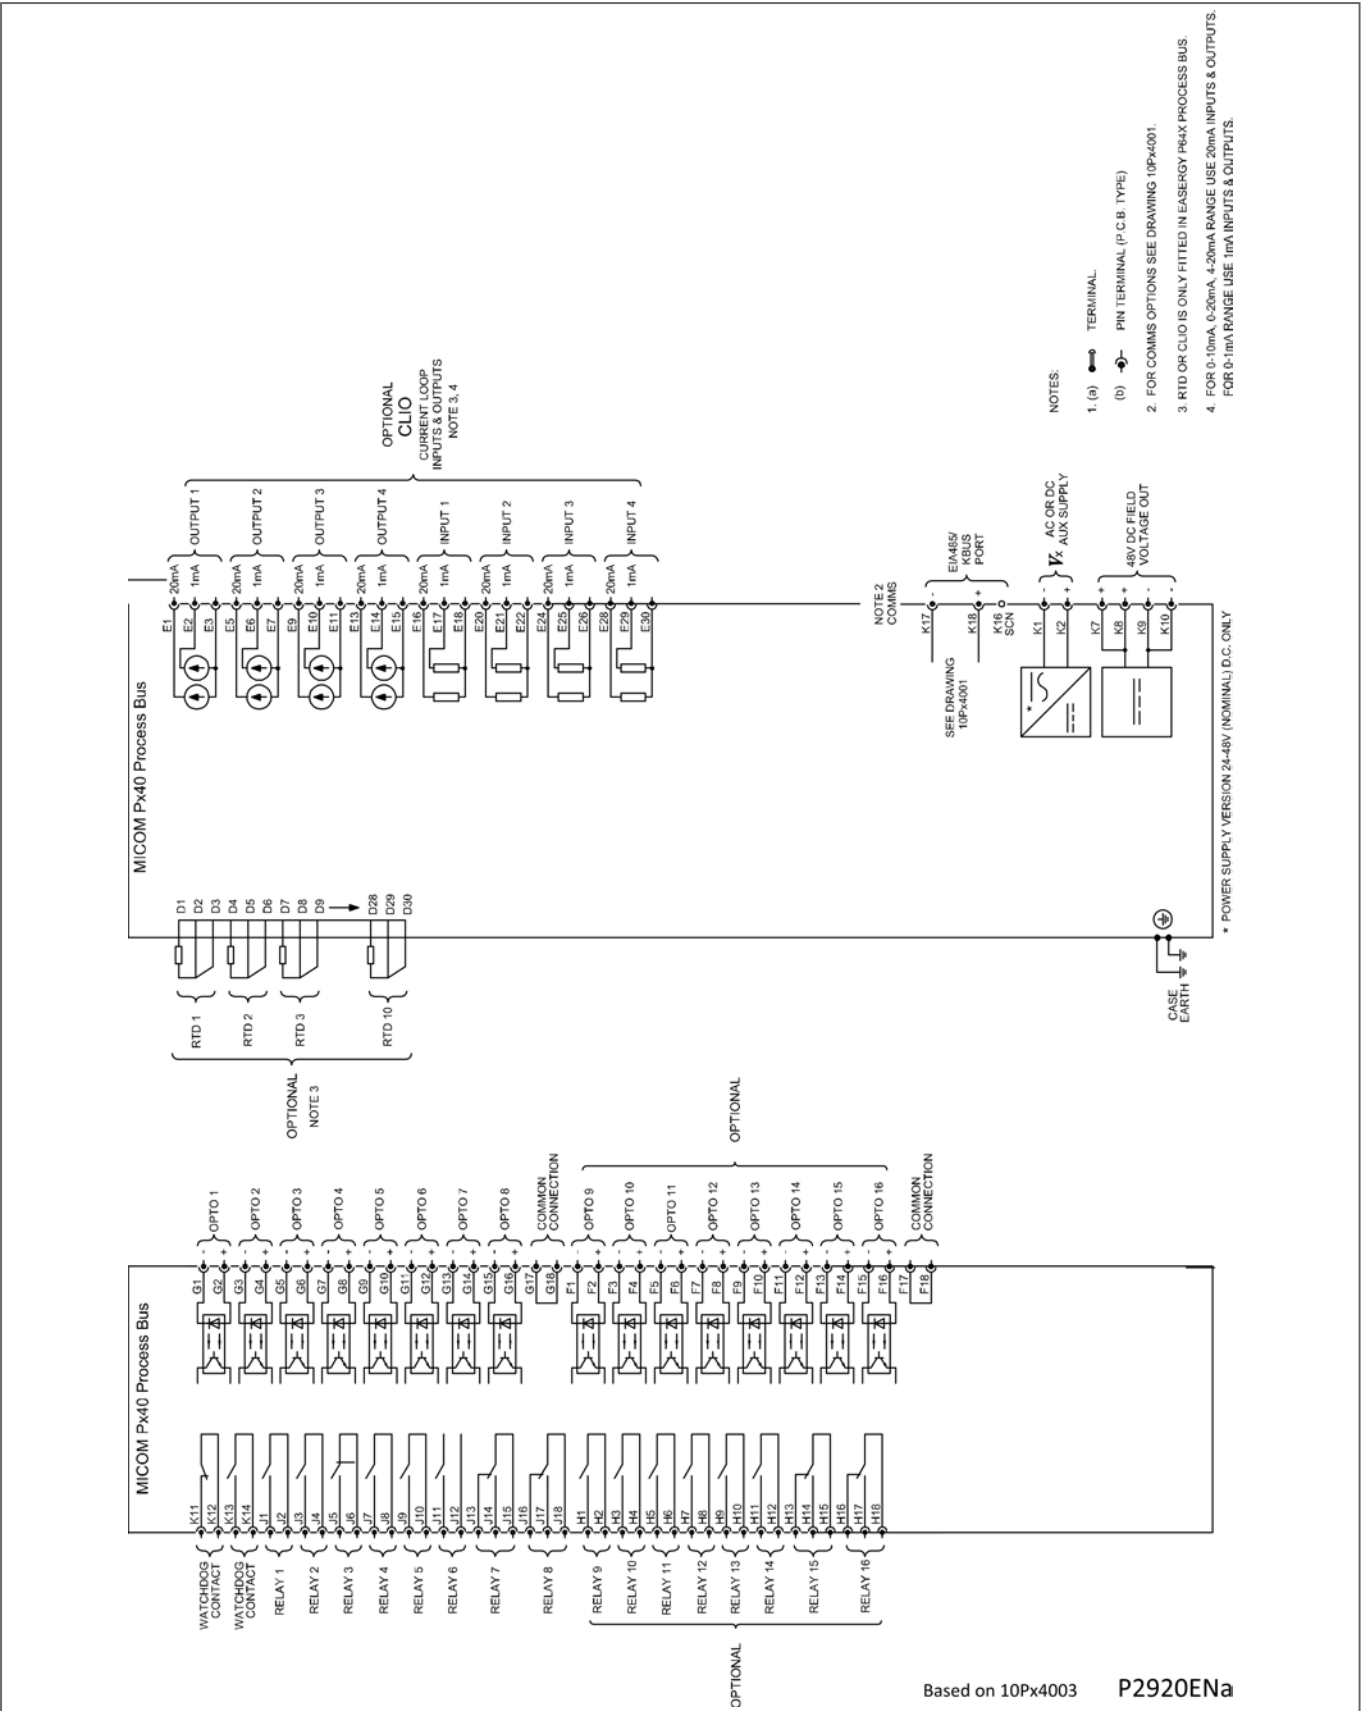 MICOM Px40 Process Bus
E1
E2
E3
E5
E6
E7
E9
E10
E11
E13
E14
E15
E16
E17
E18
E20
E21
E22
E24
E25
E26
E28
E29
E30
20mA
1mA
OUTPUT 1
20mA
1mA
OUTPUT 2
20mA
1mA
OUTPUT 3
20mA
1mA
OUTPUT 4
20mA
1mA
INPUT 1
20mA
1mA
INPUT 2
20mA
1mA
INPUT 3
20mA
1mA
INPUT 4
OPTIONAL
CLIO
CURRENT LOOP
INPUTS & OUTPUTS
NOTE 3, 4
D1
D2
D3
D4
D5
D6
D7
D8
D9
D28
D29
D30
RTD 1
RTD 2
RTD 3
RTD 10
OPTIONAL
NOTE 3
NOTE 2
COMMS
K17
-
K18
+
K16
SCN
EIA485/
KBUS
PORT
SEE DRAWING
10Px4001
K1
-
K2
+
Vx
AC OR DC
AUX SUPPLY
*
K7
+
K8
+
K9
-
K10
-
48V DC FIELD
VOLTAGE OUT
CASE
EARTH
* POWER SUPPLY VERSION 24-48V (NOMINAL) D.C. ONLY
NOTES:
1. (a) TERMINAL.
(b) PIN TERMINAL (P.C.B. TYPE)
2. FOR COMMS OPTIONS SEE DRAWING 10Px4001.
3. RTD OR CLIO IS ONLY FITTED IN EASERGY P64X PROCESS BUS.
4. FOR 0-10mA, 0-20mA, 4-20mA RANGE USE 20mA INPUTS & OUTPUTS.
FOR 0-1mA RANGE USE 1mA INPUTS & OUTPUTS.
MICOM Px40 Process Bus
G1
-
G2
+
OPTO 1
G3
-
G4
+
OPTO 2
G5
-
G6
+
OPTO 3
G7
-
G8
+
OPTO 4
G9
-
G10
+
OPTO 5
G11
-
G12
+
OPTO 6
G13
-
G14
+
OPTO 7
G15
-
G16
+
OPTO 8
G17
G18
COMMON
CONNECTION
F1
-
F2
+
OPTO 9
F3
-
F4
+
OPTO 10
F5
-
F6
+
OPTO 11
F7
-
F8
+
OPTO 12
F9
-
F10
+
OPTO 13
F11
-
F12
+
OPTO 14
F13
-
F14
+
OPTO 15
F15
-
F16
+
OPTO 16
F17
F18
COMMON
CONNECTION
OPTIONAL
K11
K12
WATCHDOG
CONTACT
K13
K14
WATCHDOG
CONTACT
J1
J2
RELAY 1
J3
J4
RELAY 2
J5
J6
RELAY 3
J7
J8
RELAY 4
J9
J10
RELAY 5
J11
J12
RELAY 6
J13
J14
J15
RELAY 7
J16
J17
J18
RELAY 8
H1
H2
RELAY 9
H3
H4
RELAY 10
H5
H6
RELAY 11
H7
H8
RELAY 12
H9
H10
RELAY 13
H11
H12
RELAY 14
H13
H14
H15
RELAY 15
H16
H17
H18
RELAY 16
OPTIONAL
Based on 10Px4003
P2920ENa